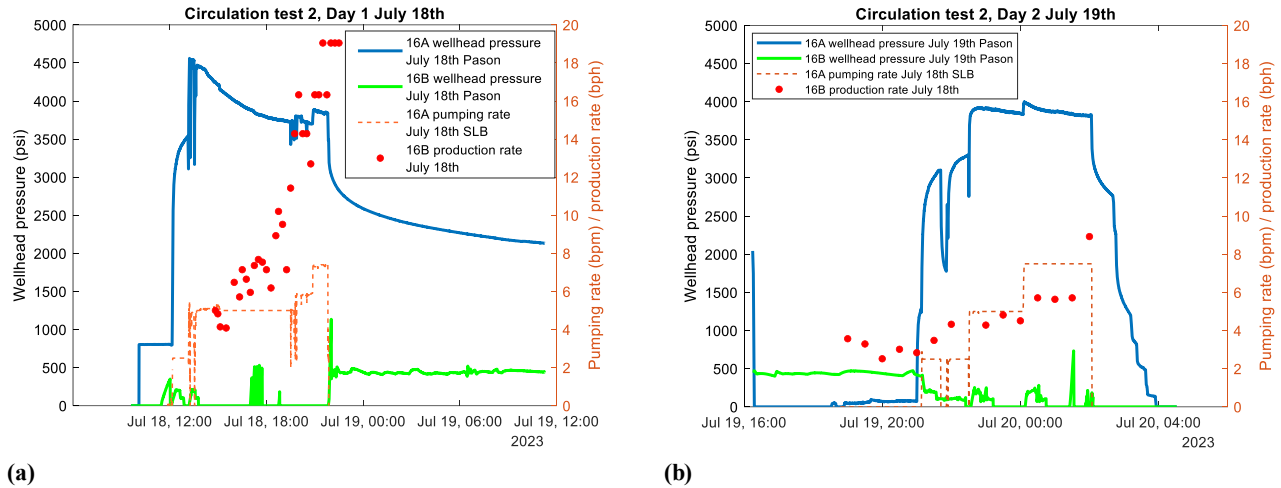 Circulation test 2, Day 1 July 18th
Wellhead pressure (psi)
5000
4500
4000
3500
3000
2500
2000
1500
1000
500
0
16A wellhead pressure
July 18th Pason
16B wellhead pressure
July 18th Pason
16A pumping rate
July 18th SLB
16B production rate
July 18th
20
18
16
14
12
10
8
6
4
2
0
Pumping rate (bpm) / production rate (bph)
Jul 18, 12:00
Jul 18, 18:00
Jul 19, 00:00
Jul 19, 06:00
Jul 19, 12:00
2023
(a)
Circulation test 2, Day 2 July 19th
Wellhead pressure (psi)
5000
4500
4000
3500
3000
2500
2000
1500
1000
500
0
16A wellhead pressure July 19th Pason
16B wellhead pressure July 19th Pason
16A pumping rate July 18th SLB
16B production rate July 18th
20
18
16
14
12
10
8
6
4
2
0
Pumping rate (bpm) / production rate (bph)
Jul 19, 16:00
Jul 19, 20:00
Jul 20, 00:00
Jul 20, 04:00
2023
(b)